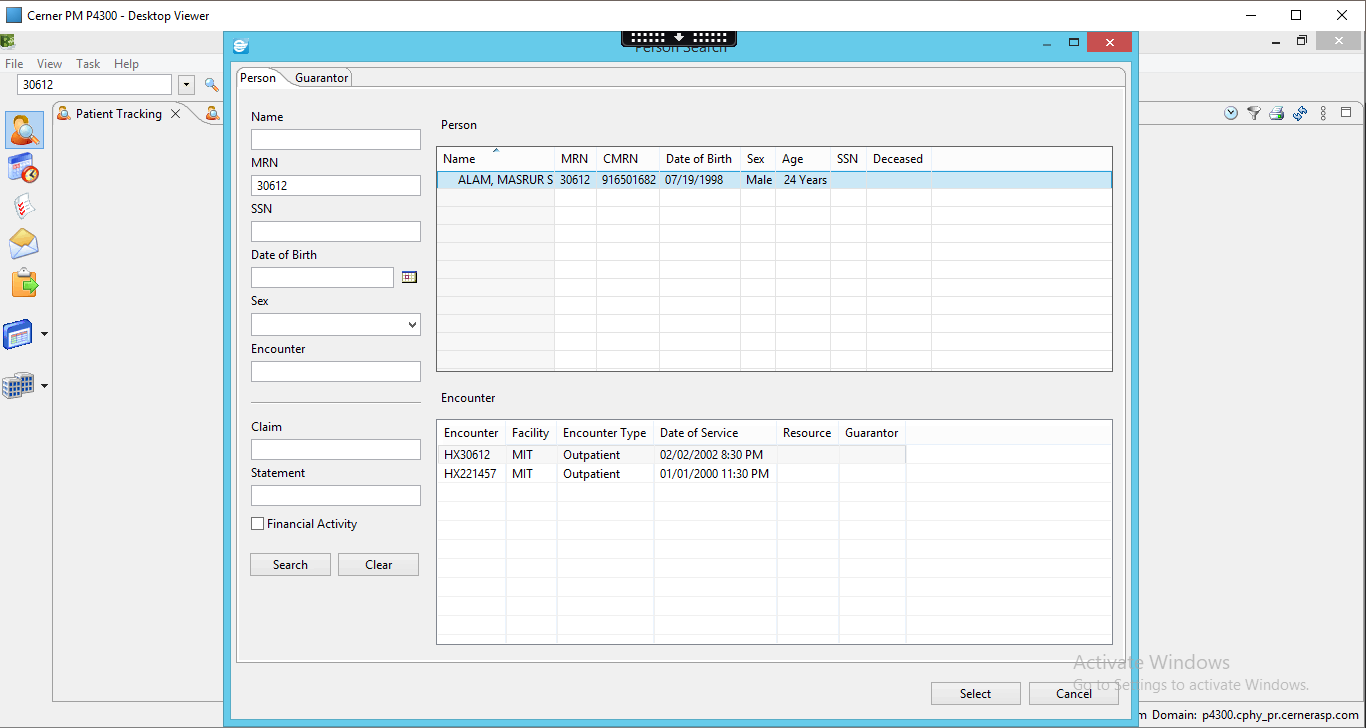 Cerner PM P4300 - Desktop Viewer
Person Search
File View Task Help
30612
Patient Tracking
Person Guarantor
Name
MRN
30612
SSN
Date of Birth
Sex
Encounter
Claim
Statement
Financial Activity
Search Clear
Person
Name MRN CMRN Date of Birth Sex Age SSN Deceased
ALAM, MASRUR S 30612 916501682 07/19/1998 Male 24 Years
Encounter
Encounter Facility Encounter Type Date of Service Resource Guarantor
HX30612 MIT Outpatient 02/02/2002 8:30 PM
HX221457 MIT Outpatient 01/01/2000 11:30 PM
Select Cancel
Activate Windows
Go to Settings to activate Windows.
m Domain: p4300.cphy_pr.cernerasp.com